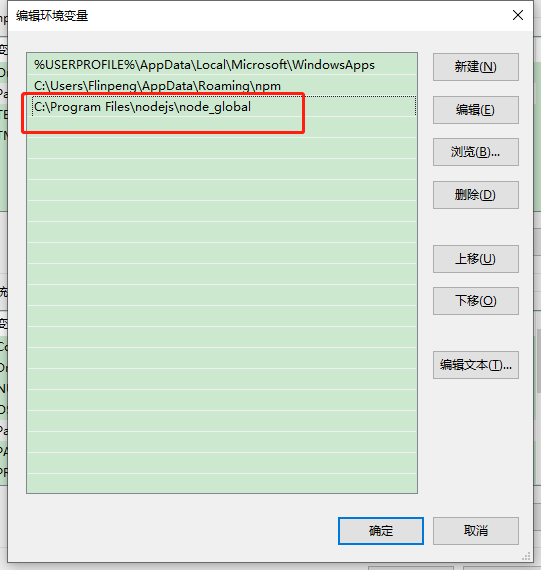 编辑环境变量
%USERPROFILE%\AppData\Local\Microsoft\WindowsApps
C:\Users\Flinpeng\AppData\Roaming\npm
C:\Program Files\nodejs\node_global
新建(N)
编辑(E)
浏览(B)...
删除(D)
上移(U)
下移(O)
编辑文本(T)...
确定
取消